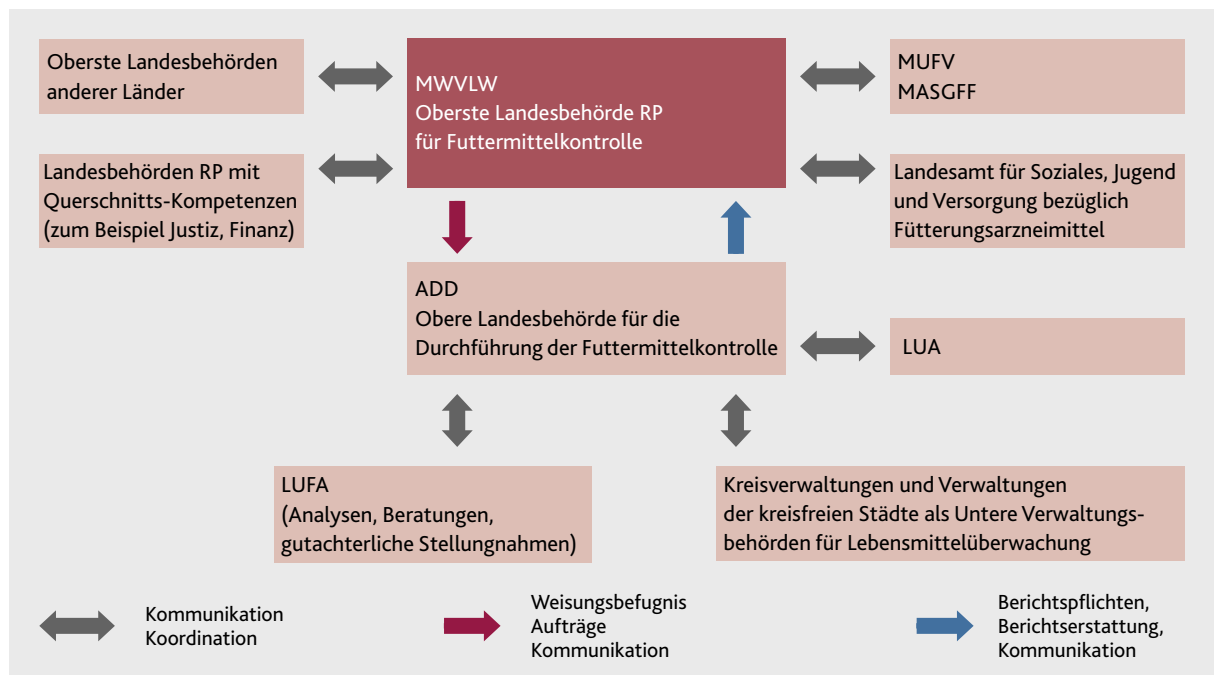 Oberste Landesbehörden
anderer Länder
MWVLW
Oberste Landesbehörde RP
für Futtermittelkontrolle
MUFV
MASGFF
Landesbehörden RP mit
Querschnitts-Kompetenzen
(zum Beispiel Justiz, Finanz)
Landesamt für Soziales, Jugend
und Versorgung bezüglich
Fütterungsarzneimittel
ADD
Obere Landesbehörde für die
Durchführung der Futtermittelkontrolle
LUA
LUFA
(Analysen, Beratungen,
gutachterliche Stellungnahmen)
Kreisverwaltungen und Verwaltungen
der kreisfreien Städte als Untere Verwaltungs-
behörden für Lebensmittelüberwachung
Kommunikation
Koordination
Weisungsbefugnis
Aufträge
Kommunikation
Berichtspflichten,
Berichtserstattung,
Kommunikation